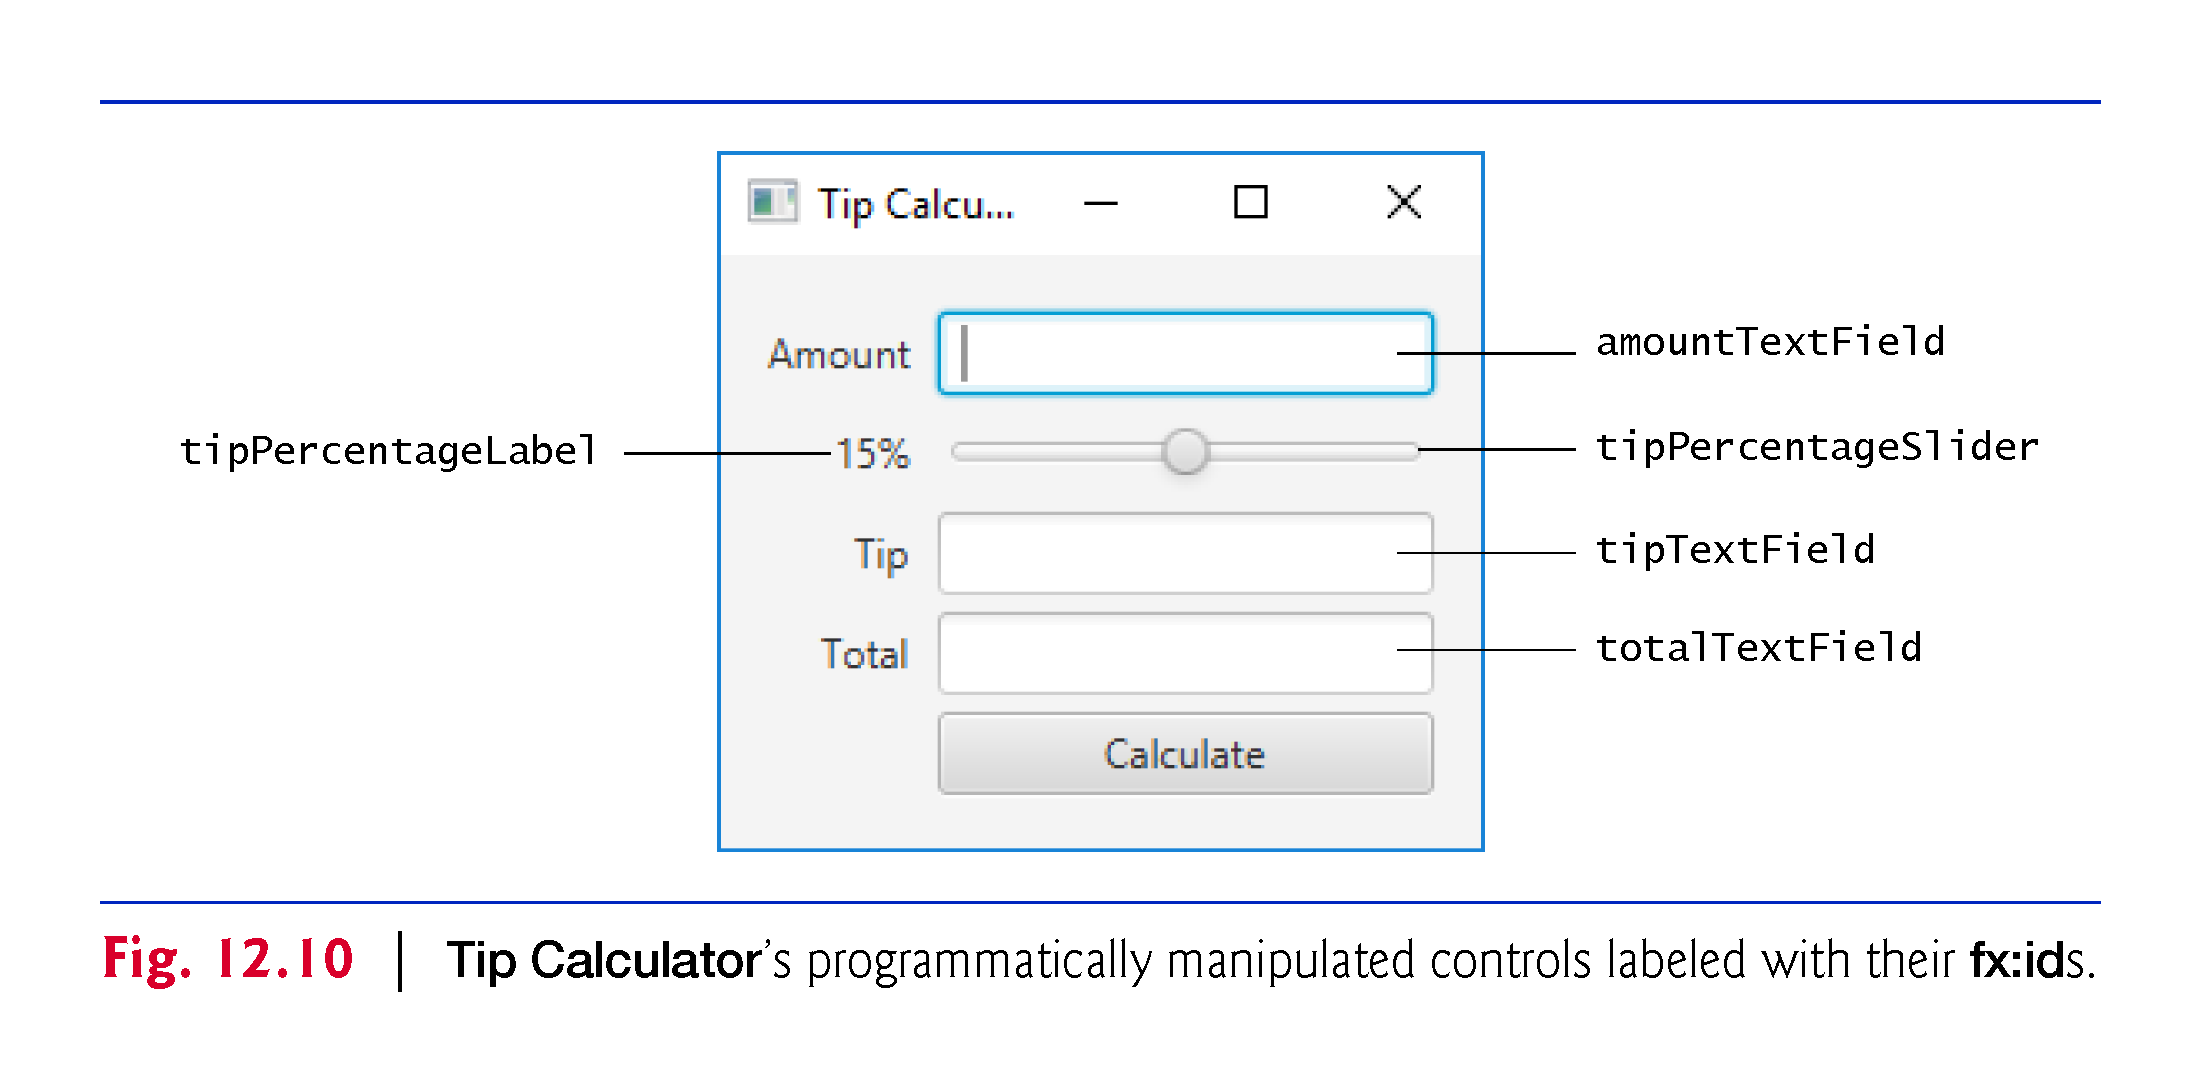 Tip Calcu...
Amount
amountTextField
tipPercentageLabel
15%
tipPercentageSlider
Tip
tipTextField
Total
totalTextField
Calculate
Fig. 12.10 | Tip Calculator’s programmatically manipulated controls labeled with their fx:ids.